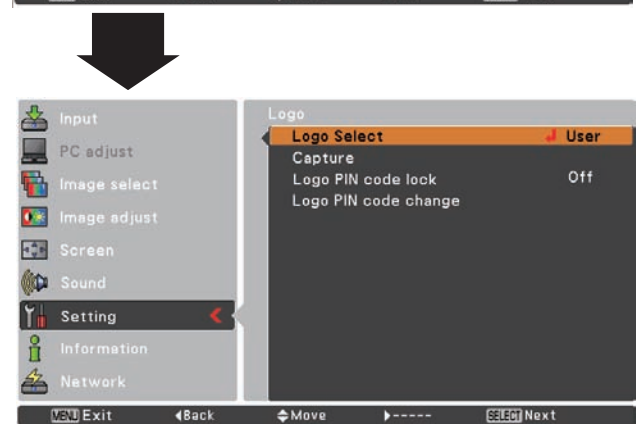 Input
PC adjust
Image select
Image adjust
Screen
Sound
Setting
Information
Network
Logo
Logo Select User
Capture
Logo PIN code lock Off
Logo PIN code change
MENU Exit ◀Back Move ▶----- SELECT Next